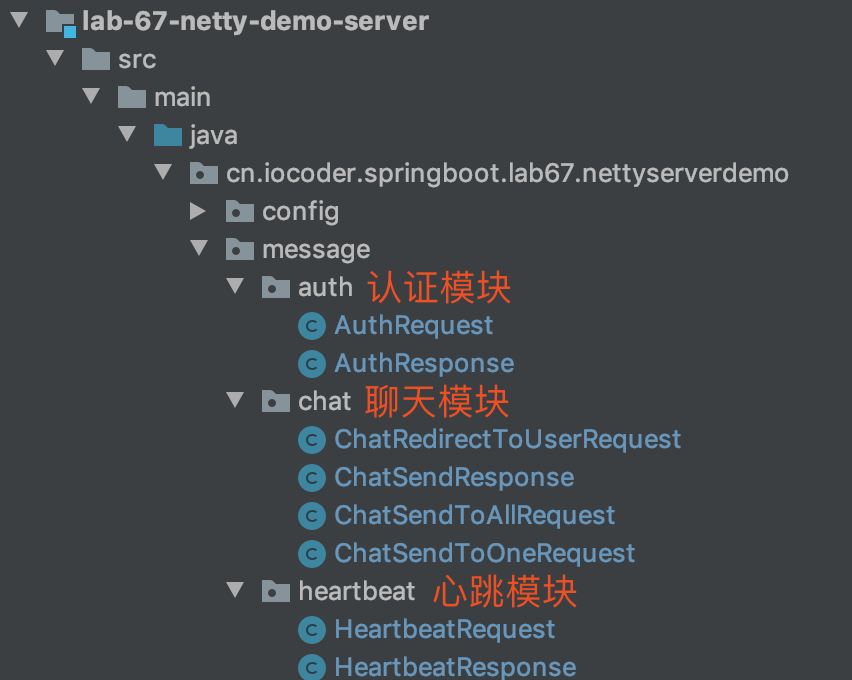 lab-67-netty-demo-server
src
main
java
cn.iocoder.springboot.lab67.nettyserverdemo
config
message
auth 认证模块
C AuthRequest
C AuthResponse
chat 聊天模块
C ChatRedirectToUserRequest
C ChatSendResponse
C ChatSendToAllRequest
C ChatSendToOneRequest
heartbeat 心跳模块
C HeartbeatRequest
C HeartbeatResponse